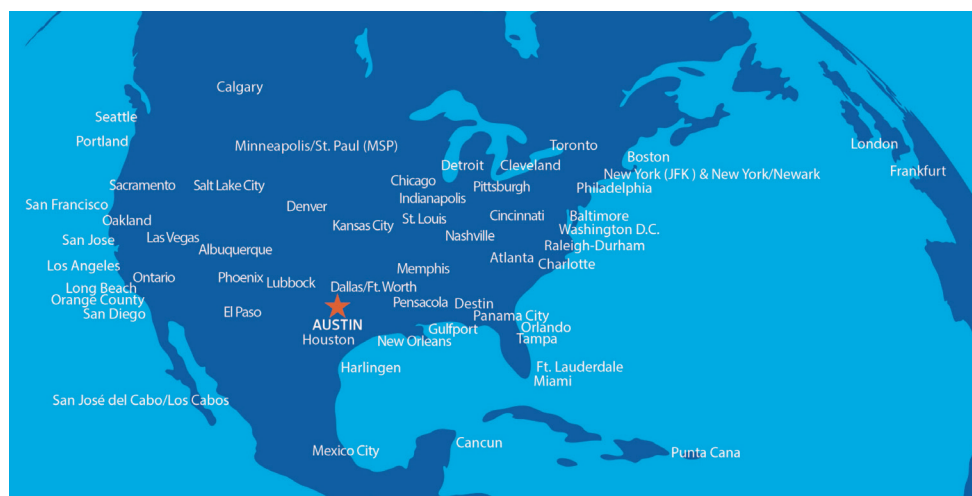 Calgary
Seattle
Portland
Minneapolis/St. Paul (MSP)
Toronto
London
Detroit
Cleveland
Boston
Frankfurt
New York (JFK ) & New York/Newark
Chicago
Pittsburgh
Philadelphia
Sacramento
Salt Lake City
Indianapolis
San Francisco
Denver
Oakland
Kansas City
St. Louis
Cincinnati
Baltimore
Washington D.C.
San Jose
Las Vegas
Nashville
Raleigh-Durham
Albuquerque
Atlanta
Charlotte
Los Angeles
Memphis
Ontario
Phoenix
Lubbock
Dallas/Ft. Worth
Long Beach
Orange County
Pensacola
Destin
San Diego
El Paso
Panama City
AUSTIN
Gulfport
Orlando
Houston
New Orleans
Tampa
Harlingen
Ft. Lauderdale
Miami
San José del Cabo/Los Cabos
Mexico City
Cancun
Punta Cana